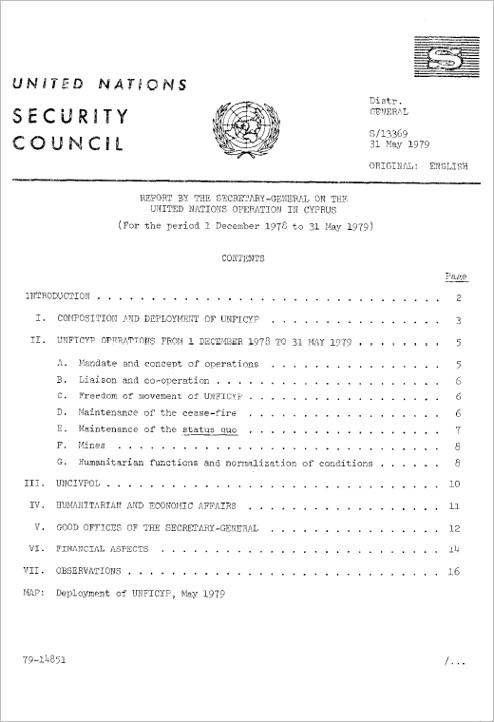 S
UNITED NATIONS
SECURITY
COUNCIL
Distr.
GENERAL
S/13369
31 May 1979
ORIGINAL: ENGLISH
REPORT BY THE SECRETARY-GENERAL ON THE
UNITED NATIONS OPERATION IN CYPRUS
(For the period 1 December 1978 to 31 May 1979)
CONTENTS
Page
INTRODUCTION . . . . . . . . . . . . . . . . . . . . . . . . . . . . . . . . 2
I. COMPOSITION AND DEPLOYMENT OF UNFICYP . . . . . . . . . . . . . . . . . 3
II. UNFICYP OPERATIONS FROM 1 DECEMBER 1978 TO 31 MAY 1979 . . . . . . . . 5
A. Mandate and concept of operations . . . . . . . . . . . . . . . . . 5
B. Liaison and co-operation . . . . . . . . . . . . . . . . . . . . . 6
C. Freedom of movement of UNFICYP . . . . . . . . . . . . . . . . . . 6
D. Maintenance of the cease-fire . . . . . . . . . . . . . . . . . . . 6
E. Maintenance of the status quo . . . . . . . . . . . . . . . . . . . 7
F. Mines . . . . . . . . . . . . . . . . . . . . . . . . . . . . . . 8
G. Humanitarian functions and normalization of conditions . . . . . . 8
III. UNCIVPOL . . . . . . . . . . . . . . . . . . . . . . . . . . . . . . . 10
IV. HUMANITARIAN AND ECONOMIC AFFAIRS . . . . . . . . . . . . . . . . . . . 11
V. GOOD OFFICES OF THE SECRETARY-GENERAL . . . . . . . . . . . . . . . . . 12
VI. FINANCIAL ASPECTS . . . . . . . . . . . . . . . . . . . . . . . . . . 14
VII. OBSERVATIONS . . . . . . . . . . . . . . . . . . . . . . . . . . . . . 16
MAP: Deployment of UNFICYP, May 1979
79-14851
/...